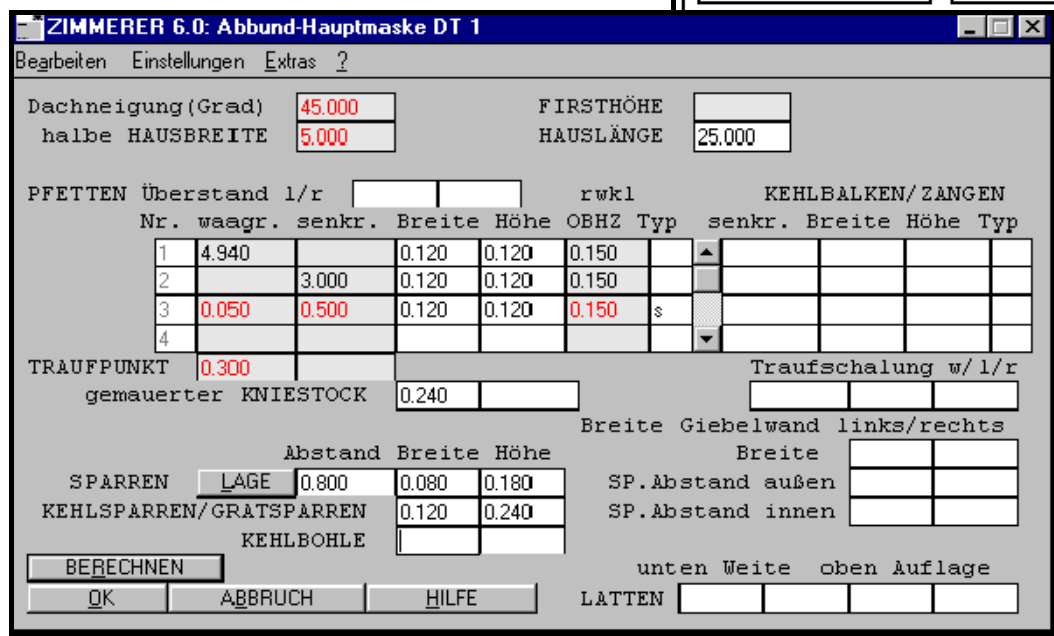 ZIMMERER 6.0: Abbund-Hauptmaske DT 1
Bearbeiten Einstellungen Extras ?
Dachneigung(Grad) 45.000 FIRSTHÖHE
halbe HAUSBREITE 5.000 HAUSLÄNGE 25.000
PFETTEN Überstand l/r rwkl KEHLBALKEN/ZANGEN
Nr. waagr. senkr. Breite Höhe OBHZ Typ senkr. Breite Höhe Typ
1 4.940 0.120 0.120 0.150
2 3.000 0.120 0.120 0.150
3 0.050 0.500 0.120 0.120 0.150 s
4
TRAUFPUNKT 0.300 Traufschalung w/l/r
gemauerter KNIESTOCK 0.240
Breite Giebelwand links/rechts
Abstand Breite Höhe Breite
SPARREN LAGE 0.800 0.080 0.180 SP.Abstand außen
KEHLSPARREN/GRATSPARREN 0.120 0.240 SP.Abstand innen
KEHLBOHLE
BERECHNEN unten Weite oben Auflage
OK ABBRUCH HILFE LATTEN